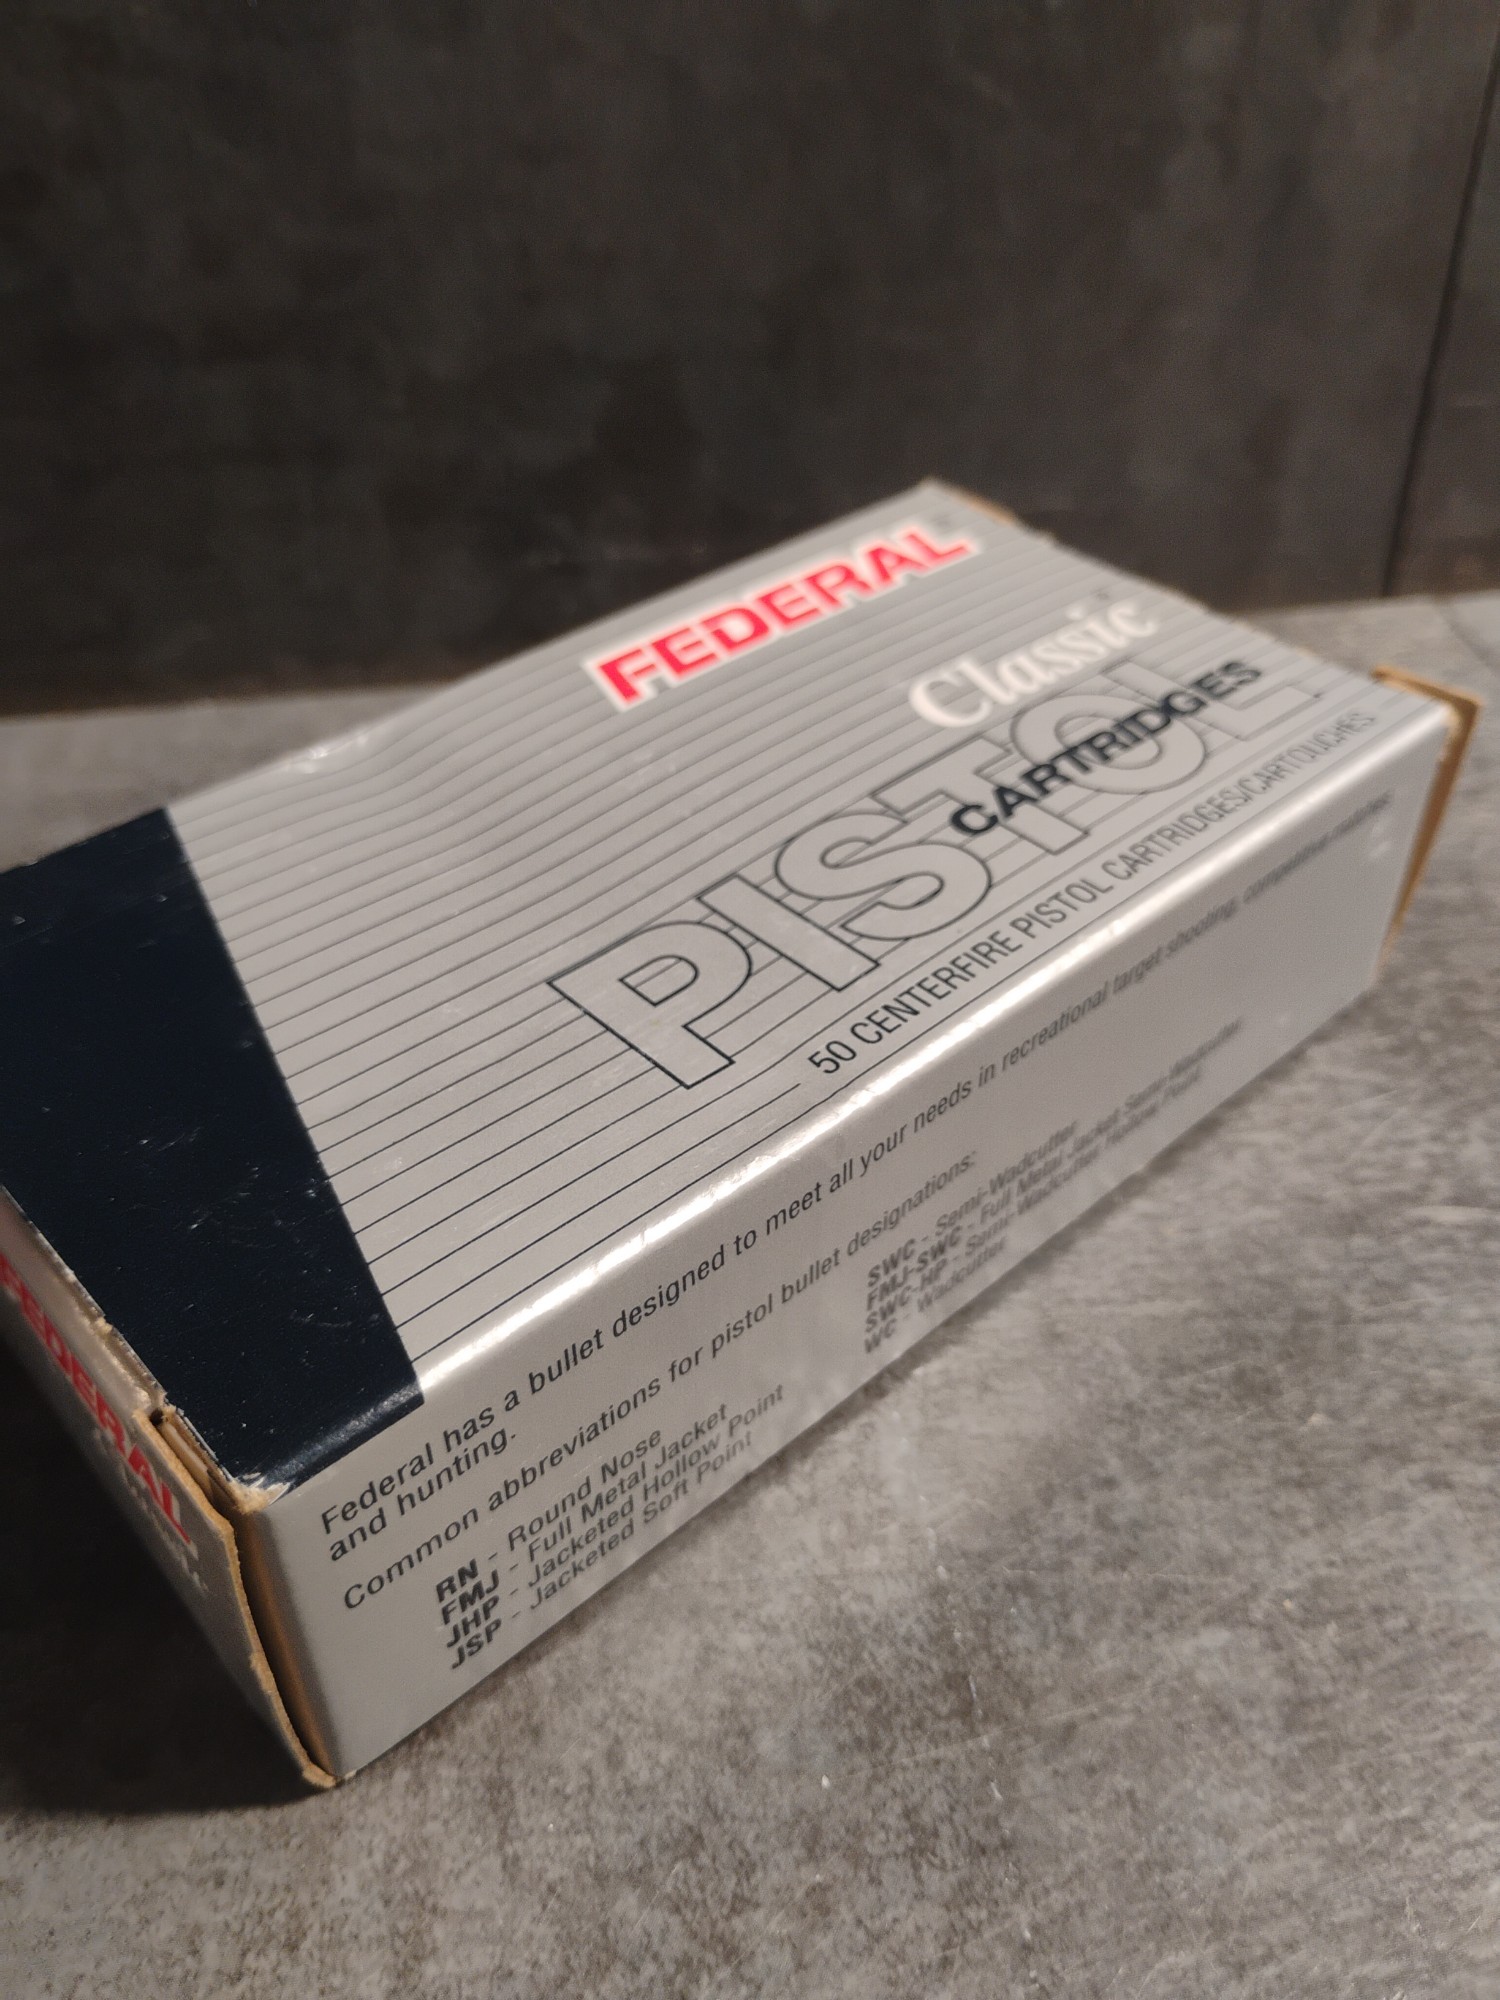 FEDERAL
Classic
PISTOL
CARTRIDGES
50 CENTERFIRE PISTOL CARTRIDGES/CARTOUCHES
Federal has a bullet designed to meet all your needs in recreational target shooting, competitive matches
and hunting.
Common abbreviations for pistol bullet designations:
RN - Round Nose
FMJ - Full Metal Jacket
JHP - Jacketed Hollow Point
JSP - Jacketed Soft Point
SWC - Semi-Wadcutter
FMJ-SWC - Full Metal Jacket Semi-Wadcutter
SWC-HP - Semi-Wadcutter Hollow Point
WC - Wadcutter
FEDERAL